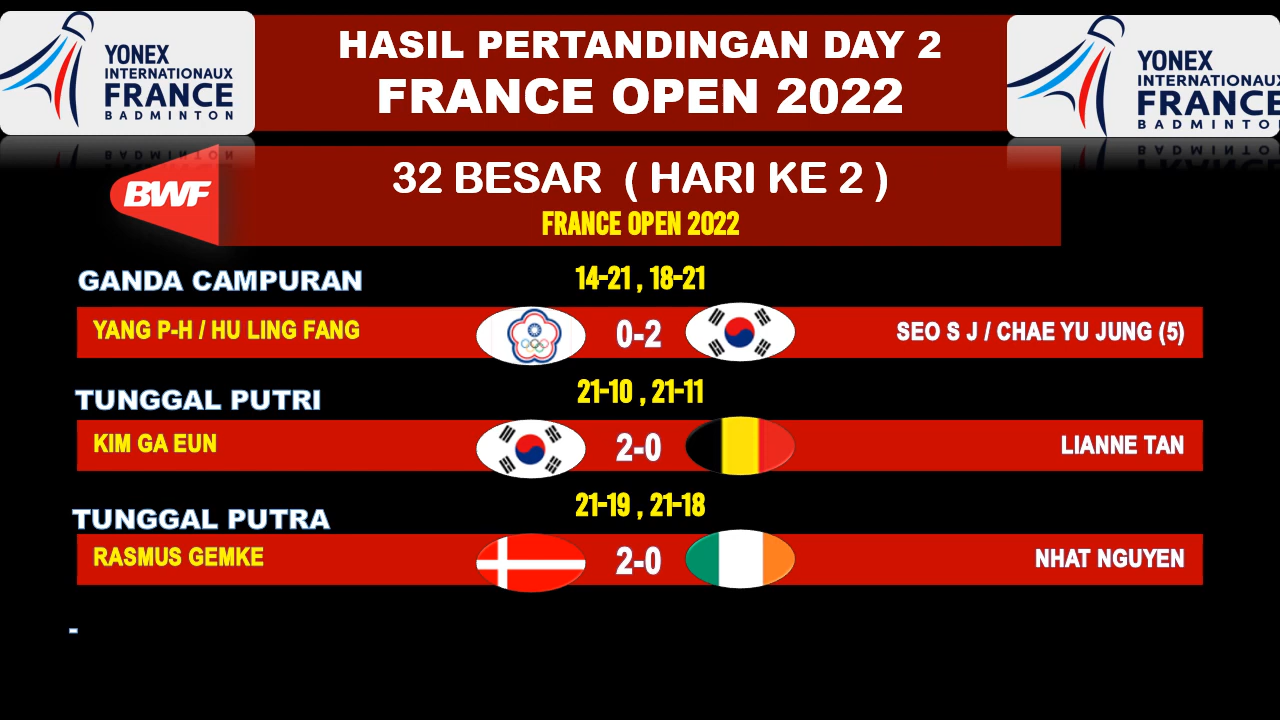 YONEX
INTERNATIONAUX
FRANCE
BADMINTON
HASIL PERTANDINGAN DAY 2
FRANCE OPEN 2022
YONEX
INTERNATIONAUX
FRANCE
BADMINTON
BWF
32 BESAR ( HARI KE 2 )
FRANCE OPEN 2022
GANDA CAMPURAN
14-21 , 18-21
YANG P-H / HU LING FANG
0-2
SEO S J / CHAE YU JUNG (5)
TUNGGAL PUTRI
21-10 , 21-11
KIM GA EUN
2-0
LIANNE TAN
TUNGGAL PUTRA
21-19 , 21-18
RASMUS GEMKE
2-0
NHAT NGUYEN
-